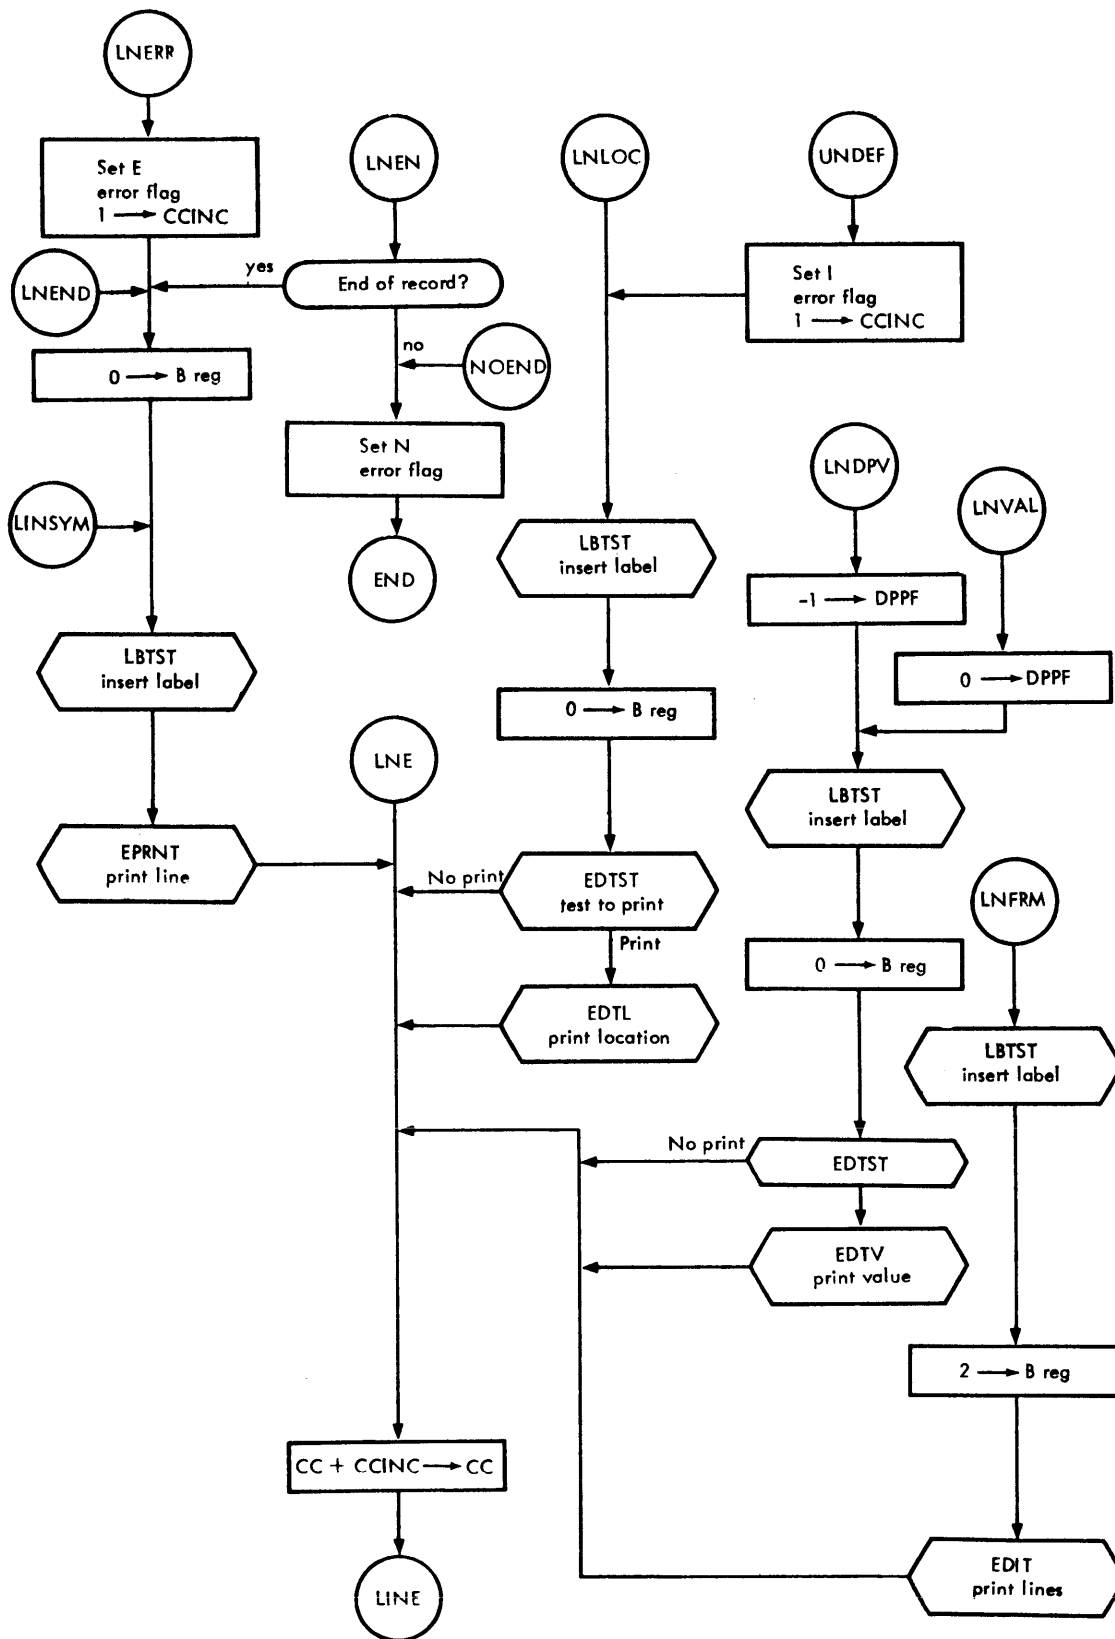 LNERR
Set E
error flag
1 → CCINC
LNEND
0 → B reg
LINSYM
LBTST
insert label
EPRNT
print line
LNEN
yes
End of record?
no
NOEND
Set N
error flag
END
LNE
CC + CCINC → CC
LINE
LNLOC
LBTST
insert label
0 → B reg
No print
EDTST
test to print
Print
EDTL
print location
UNDEF
Set I
error flag
1 → CCINC
LNDPV
-1 → DPPF
LNVAL
0 → DPPF
LBTST
insert label
0 → B reg
No print
EDTST
EDTV
print value
LNFRM
LBTST
insert label
2 → B reg
EDIT
print lines